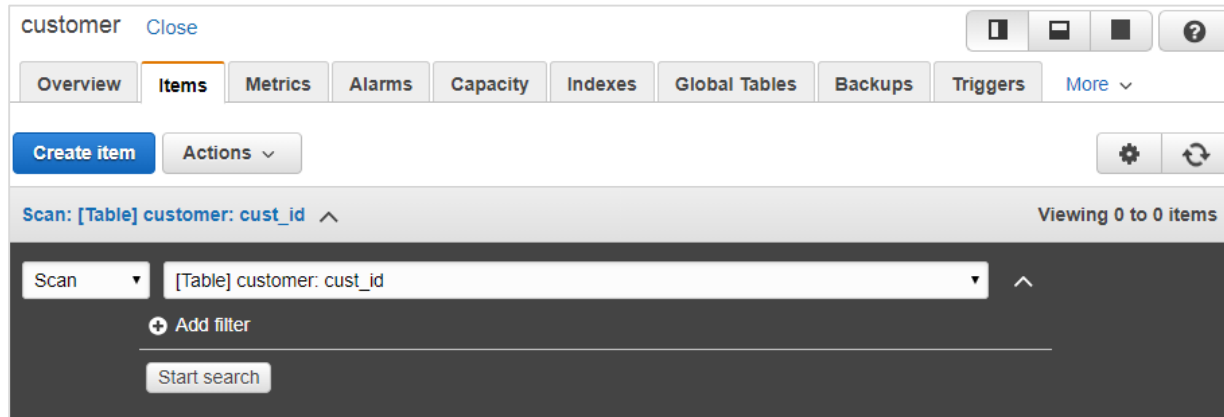 customer Close
Overview Items Metrics Alarms Capacity Indexes Global Tables Backups Triggers More
Create item Actions
Scan: [Table] customer: cust_id Viewing 0 to 0 items
Scan [Table] customer: cust_id
Add filter
Start search